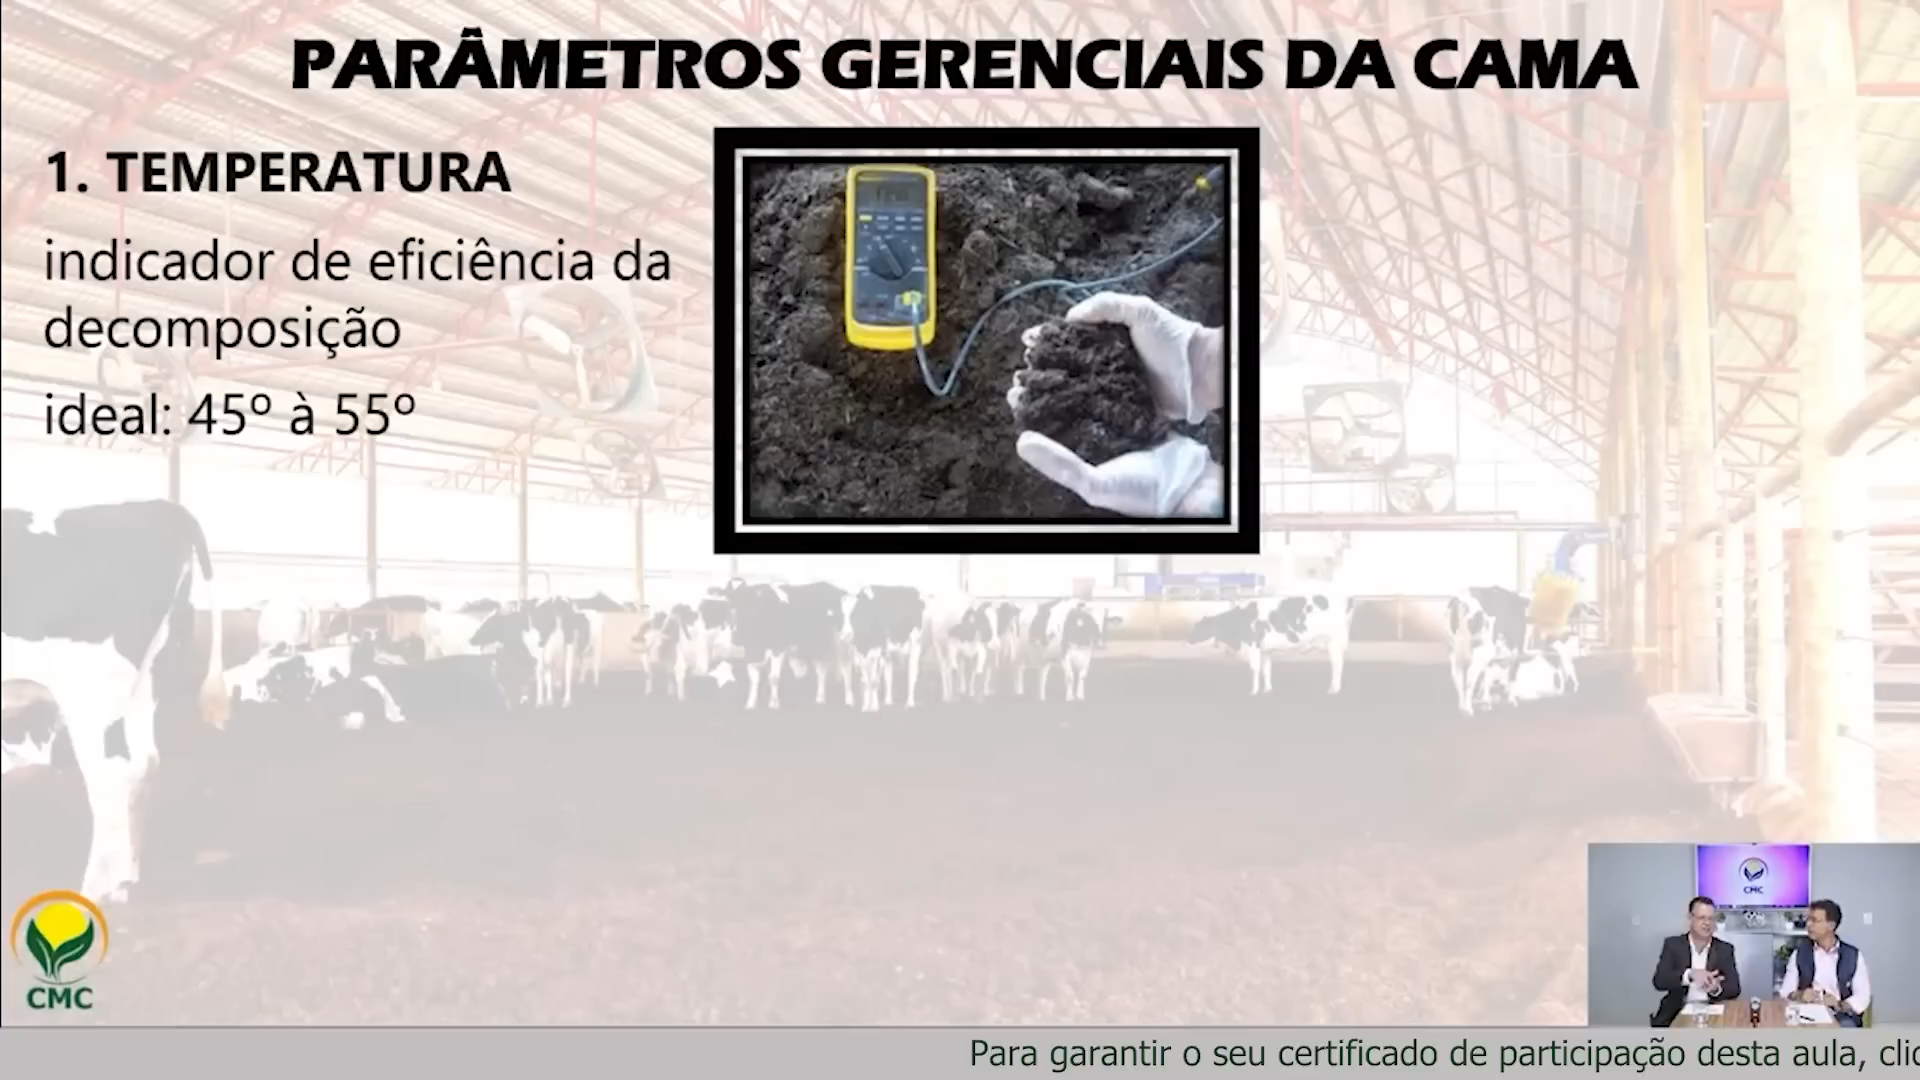 PARÂMETROS GERENCIAIS DA CAMA
1. TEMPERATURA
indicador de eficiência da
decomposição
ideal: 45º à 55º
CMC
CMC
Para garantir o seu certificado de participação desta aula, clic